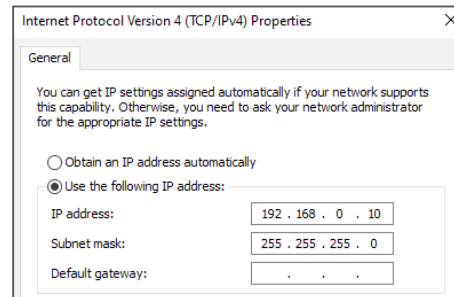 Internet Protocol Version 4 (TCP/IPv4) Properties
General
You can get IP settings assigned automatically if your network supports
this capability. Otherwise, you need to ask your network administrator
for the appropriate IP settings.
Obtain an IP address automatically
Use the following IP address:
IP address: 192 . 168 . 0 . 10
Subnet mask: 255 . 255 . 255 . 0
Default gateway: . . .